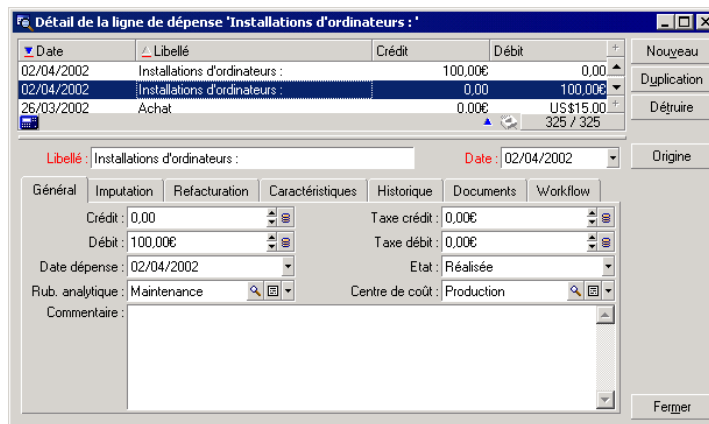 Détail de la ligne de dépense 'Installations d'ordinateurs : '
Date Libellé Crédit Débit +
02/04/2002 Installations d'ordinateurs : 100,00€ 0,00
02/04/2002 Installations d'ordinateurs : 0,00 100,00€
26/03/2002 Achat 0.00€ US$15.00 +
325 / 325
Nouveau
Duplication
Détruire
Origine
Libellé : Installations d'ordinateurs : Date : 02/04/2002
Général Imputation Refacturation Caractéristiques Historique Documents Workflow
Crédit : 0,00 Taxe crédit : 0,00€
Débit : 100,00€ Taxe débit : 0,00€
Date dépense : 02/04/2002 Etat : Réalisée
Rub. analytique : Maintenance Centre de coût : Production
Commentaire :
Fermer